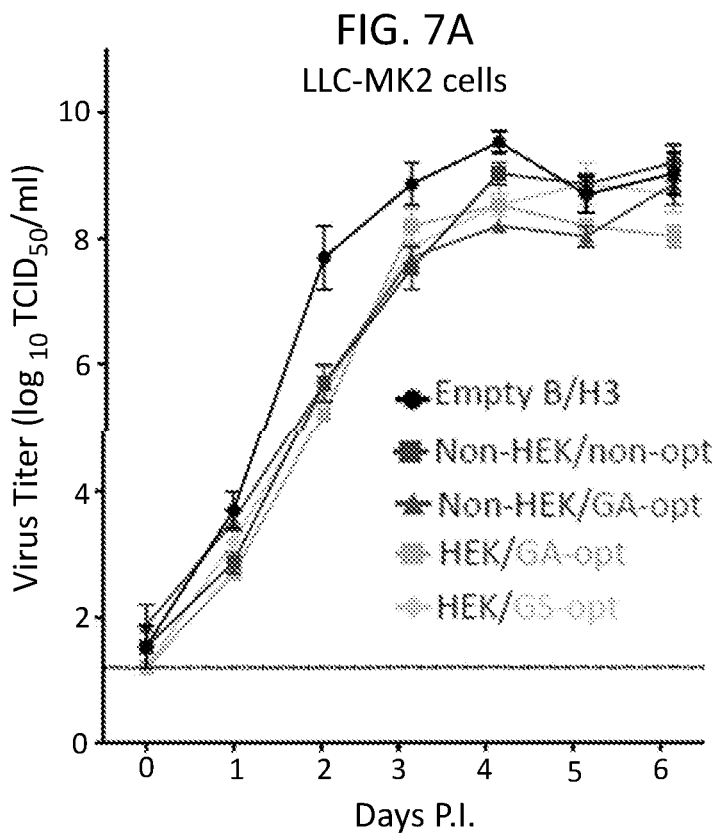 FIG. 7A
LLC-MK2 cells
Virus Titer (log 10 TCID50/ml)
10
8
6
4
2
0
Empty B/H3
Non-HEK/non-opt
Non-HEK/GA-opt
HEK/GA-opt
HEK/GS-opt
0 1 2 3 4 5 6
Days P.I.